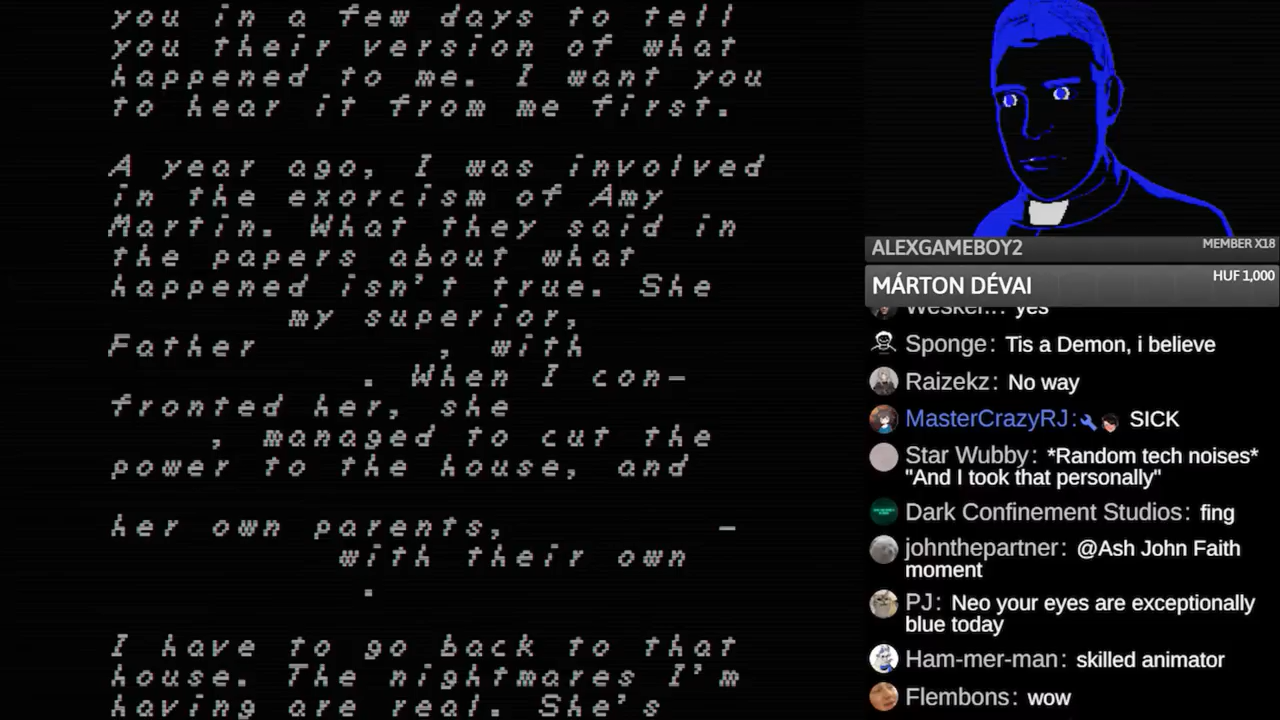 you in a few days to tell
you their version of what
happened to me. I want you
to hear it from me first.
A year ago, I was involved
in the exorcism of Amy
Martin. What they said in
the papers about what
happened isn't true. She
my superior,
Father , with
. When I con-
fronted her, she
, managed to cut the
power to the house, and
her own parents, -
with their own
.
I have to go back to that
house. The nightmares I'm
having are real. She's
ALEXGAMEBOY2 MEMBER X18
MÁRTON DÉVAI HUF 1,000
Wesker...: yes
Sponge: Tis a Demon, i believe
Raizekz: No way
MasterCrazyRJ: SICK
Star Wubby: *Random tech noises*
"And I took that personally"
Dark Confinement Studios: fing
johnthepartner: @Ash John Faith
moment
PJ: Neo your eyes are exceptionally
blue today
Ham-mer-man: skilled animator
Flembons: wow